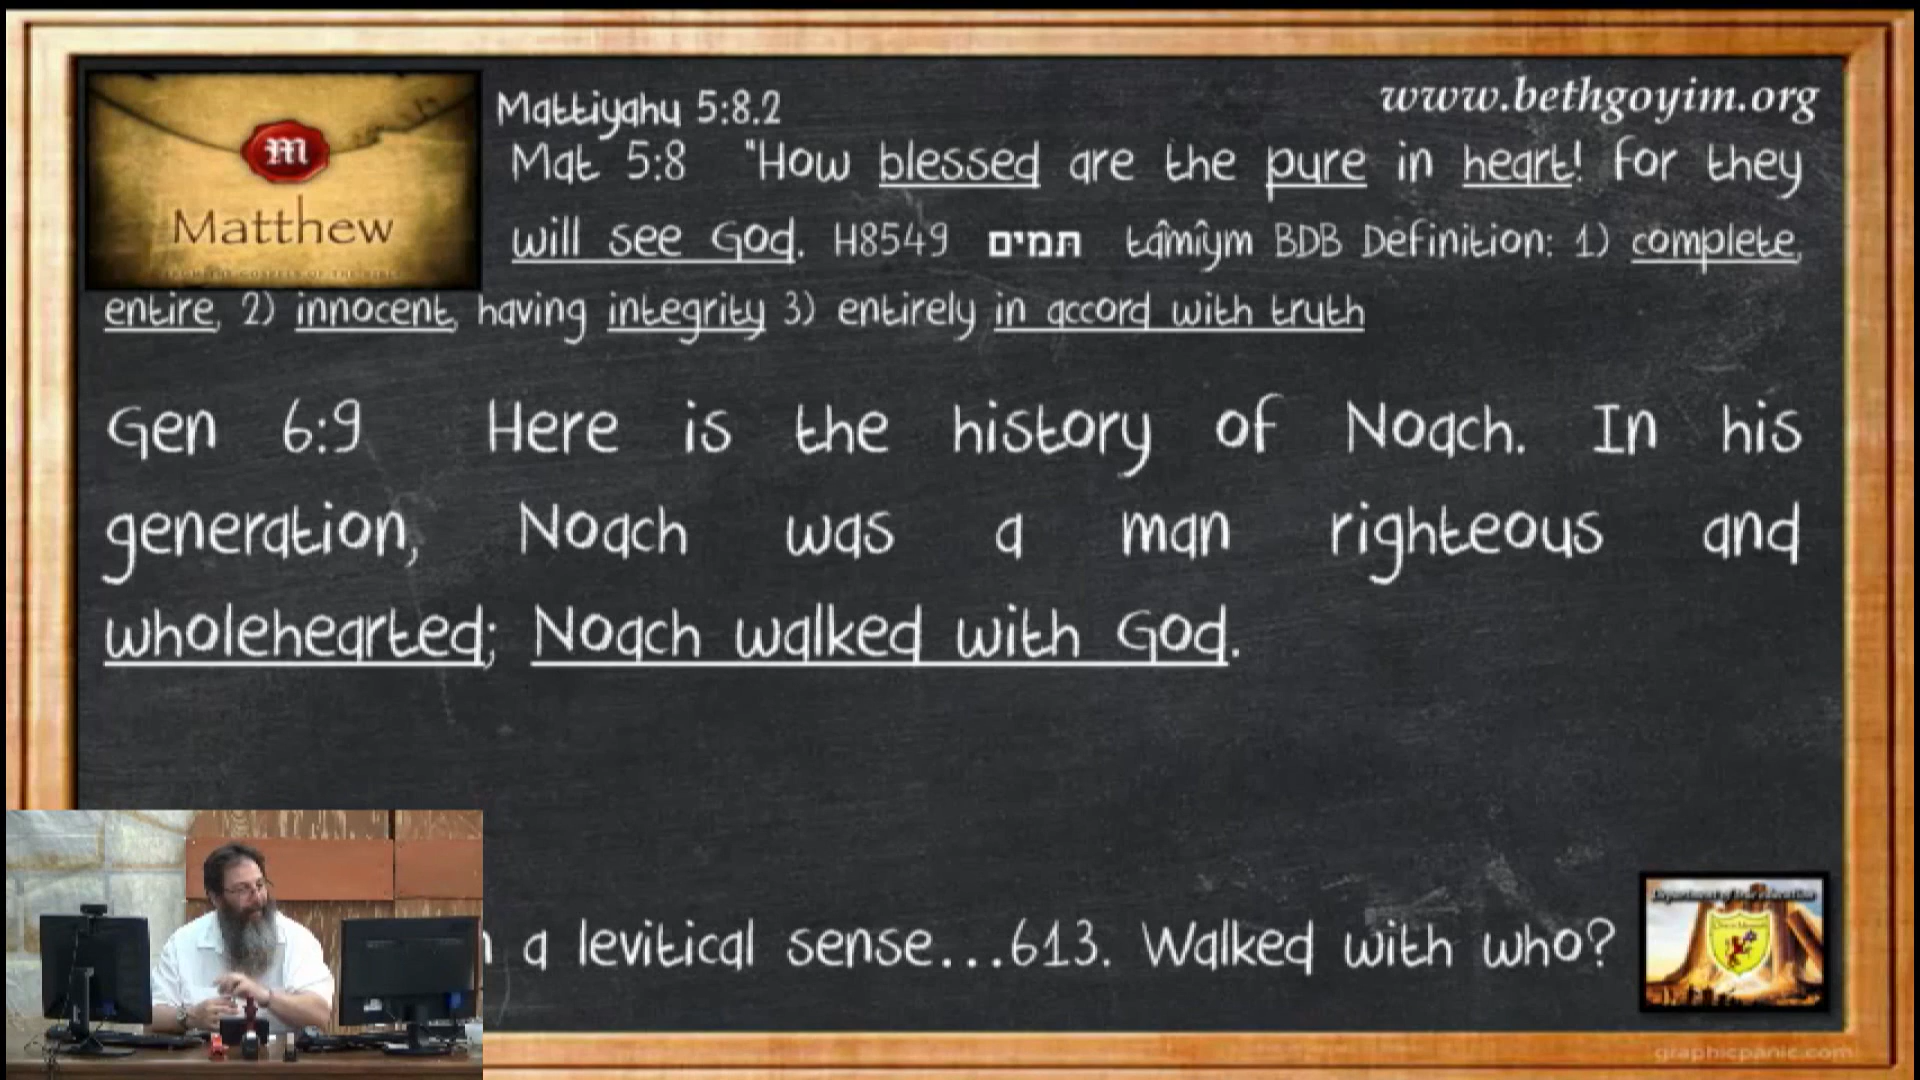 Matthew
Mattiyahu 5:8.2
www.bethgoyim.org
Mat 5:8 "How blessed are the pure in heart! for they
will see God. H8549 תמים tâmîym BDB Definition: 1) complete,
entire, 2) innocent, having integrity 3) entirely in accord with truth
Gen 6:9 Here is the history of Noach. In his
generation, Noach was a man righteous and
wholehearted; Noach walked with God.
a levitical sense...613. Walked with who?
graphicpanic.com